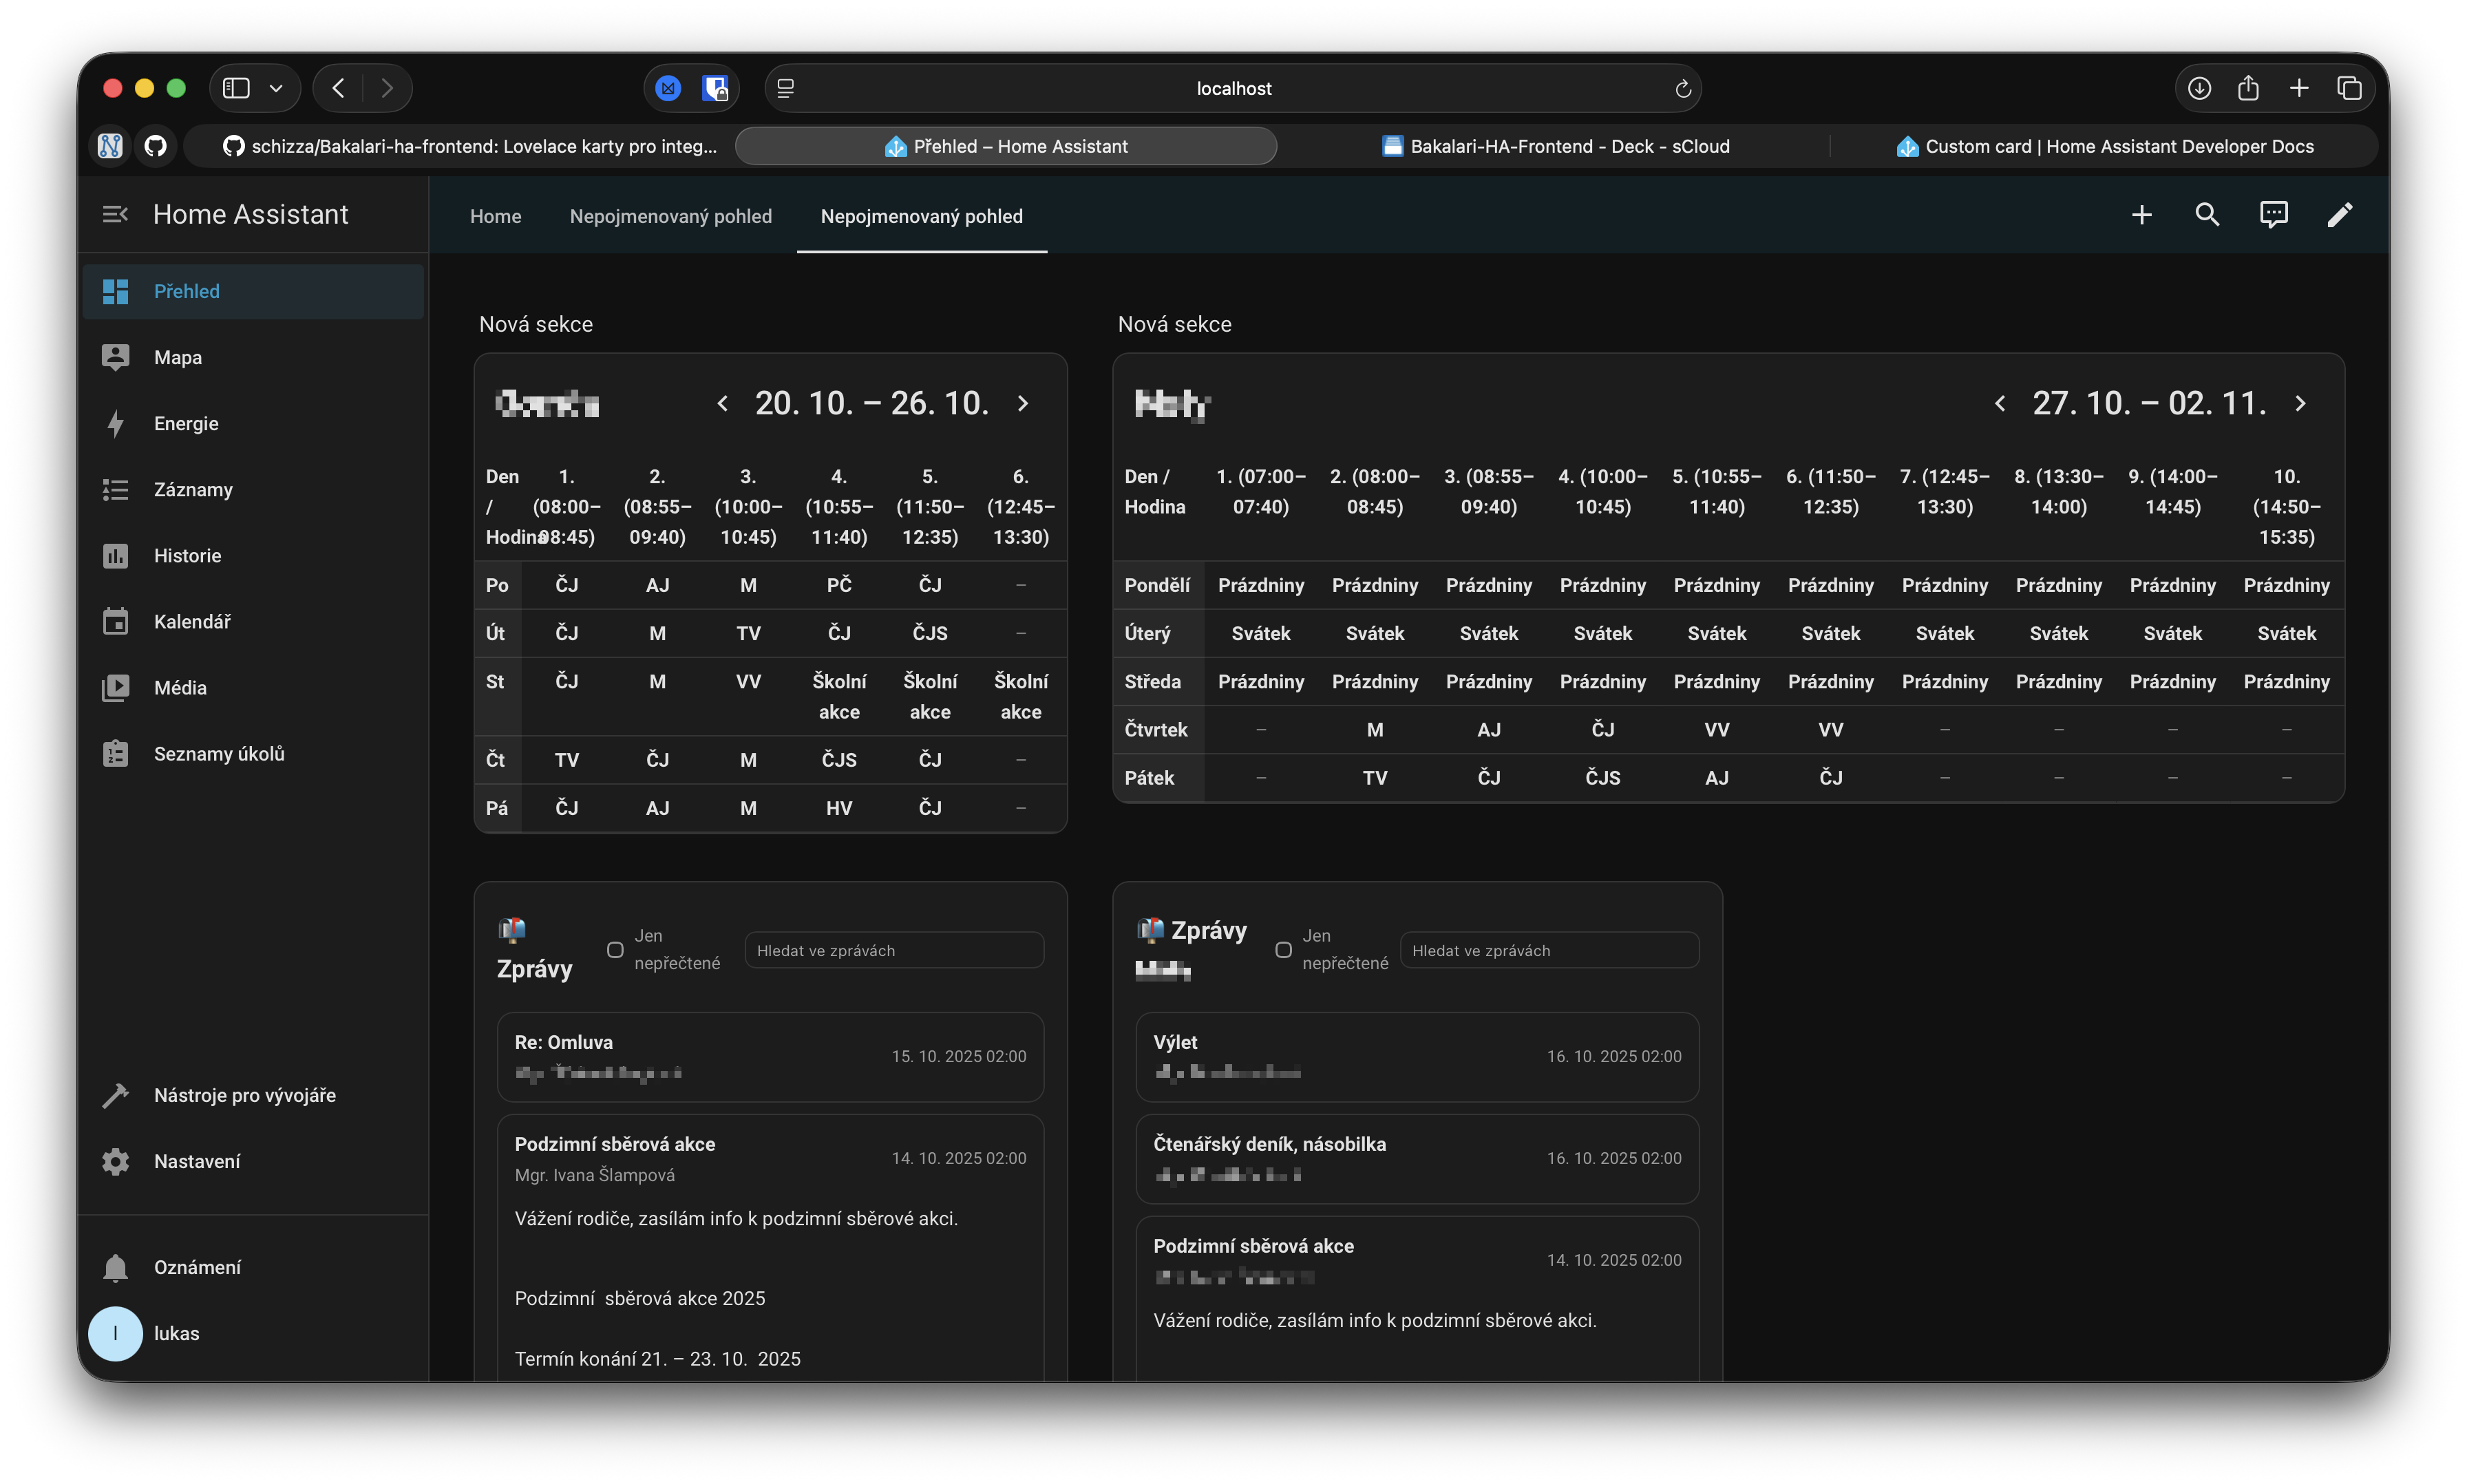 localhost
schizza/Bakalari-ha-frontend: Lovelace karty pro integ...
Přehled – Home Assistant
Bakalari-HA-Frontend - Deck - sCloud
Custom card | Home Assistant Developer Docs
Home Assistant
Home
Nepojmenovaný pohled
Nepojmenovaný pohled
Přehled
Mapa
Energie
Záznamy
Historie
Kalendář
Média
Seznamy úkolů
Nástroje pro vývojáře
Nastavení
Oznámení
l
lukas
Nová sekce
20. 10. – 26. 10.
Den / Hodina 1. (08:00–08:45) 2. (08:55–09:40) 3. (10:00–10:45) 4. (10:55–11:40) 5. (11:50–12:35) 6. (12:45–13:30)
Po ČJ AJ M PČ ČJ –
Út ČJ M TV ČJ ČJS –
St ČJ M VV Školní akce Školní akce Školní akce
Čt TV ČJ M ČJS ČJ –
Pá ČJ AJ M HV ČJ –
Nová sekce
27. 10. – 02. 11.
Den / Hodina 1. (07:00–07:40) 2. (08:00–08:45) 3. (08:55–09:40) 4. (10:00–10:45) 5. (10:55–11:40) 6. (11:50–12:35) 7. (12:45–13:30) 8. (13:30–14:00) 9. (14:00–14:45) 10. (14:50–15:35)
Pondělí Prázdniny Prázdniny Prázdniny Prázdniny Prázdniny Prázdniny Prázdniny Prázdniny Prázdniny Prázdniny
Úterý Svátek Svátek Svátek Svátek Svátek Svátek Svátek Svátek Svátek Svátek
Středa Prázdniny Prázdniny Prázdniny Prázdniny Prázdniny Prázdniny Prázdniny Prázdniny Prázdniny Prázdniny
Čtvrtek – M AJ ČJ VV VV – – – –
Pátek – TV ČJ ČJS AJ ČJ – – – –
Zprávy
Jen nepřečtené
Hledat ve zprávách
Re: Omluva
15. 10. 2025 02:00
Podzimní sběrová akce
Mgr. Ivana Šlampová
14. 10. 2025 02:00
Vážení rodiče, zasílám info k podzimní sběrové akci.
Podzimní  sběrová akce 2025
Termín konání 21. – 23. 10.  2025
Zprávy
Jen nepřečtené
Hledat ve zprávách
Výlet
16. 10. 2025 02:00
Čtenářský deník, násobilka
16. 10. 2025 02:00
Podzimní sběrová akce
14. 10. 2025 02:00
Vážení rodiče, zasílám info k podzimní sběrové akci.